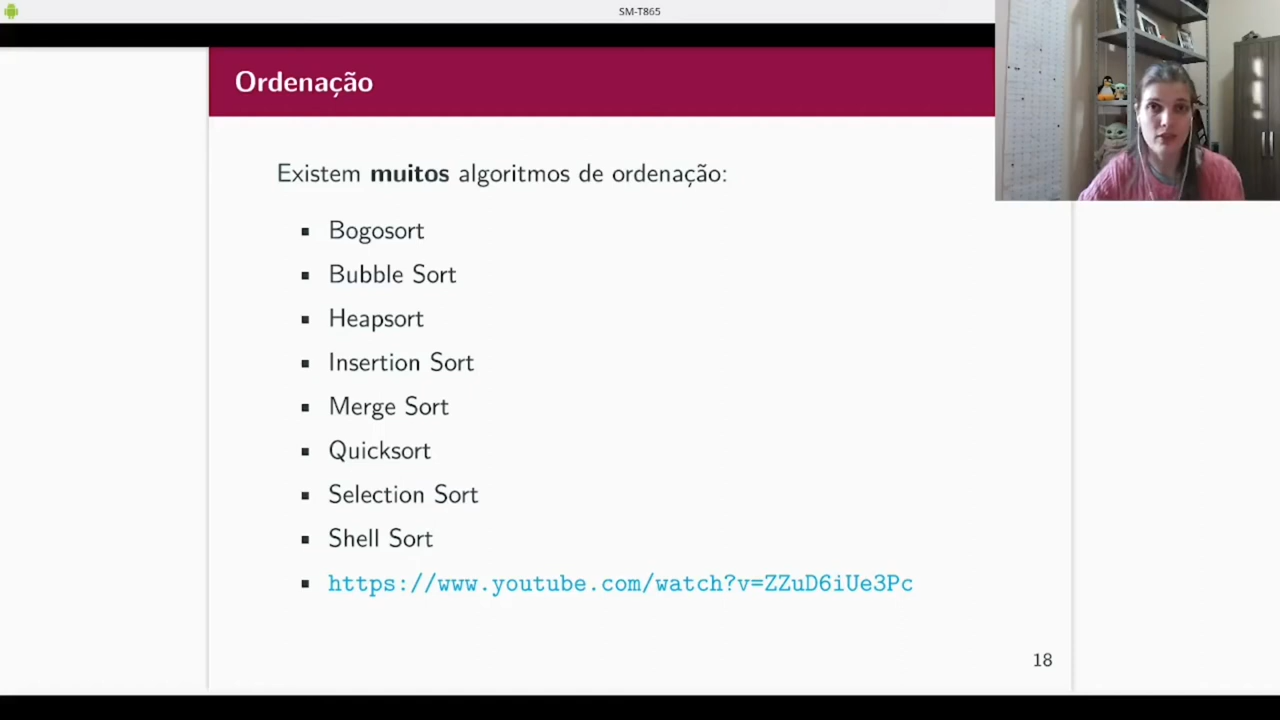 SM-T865
Ordenação
Existem muitos algoritmos de ordenação:
▪ Bogosort
▪ Bubble Sort
▪ Heapsort
▪ Insertion Sort
▪ Merge Sort
▪ Quicksort
▪ Selection Sort
▪ Shell Sort
▪ https://www.youtube.com/watch?v=ZZuD6iUe3Pc
18